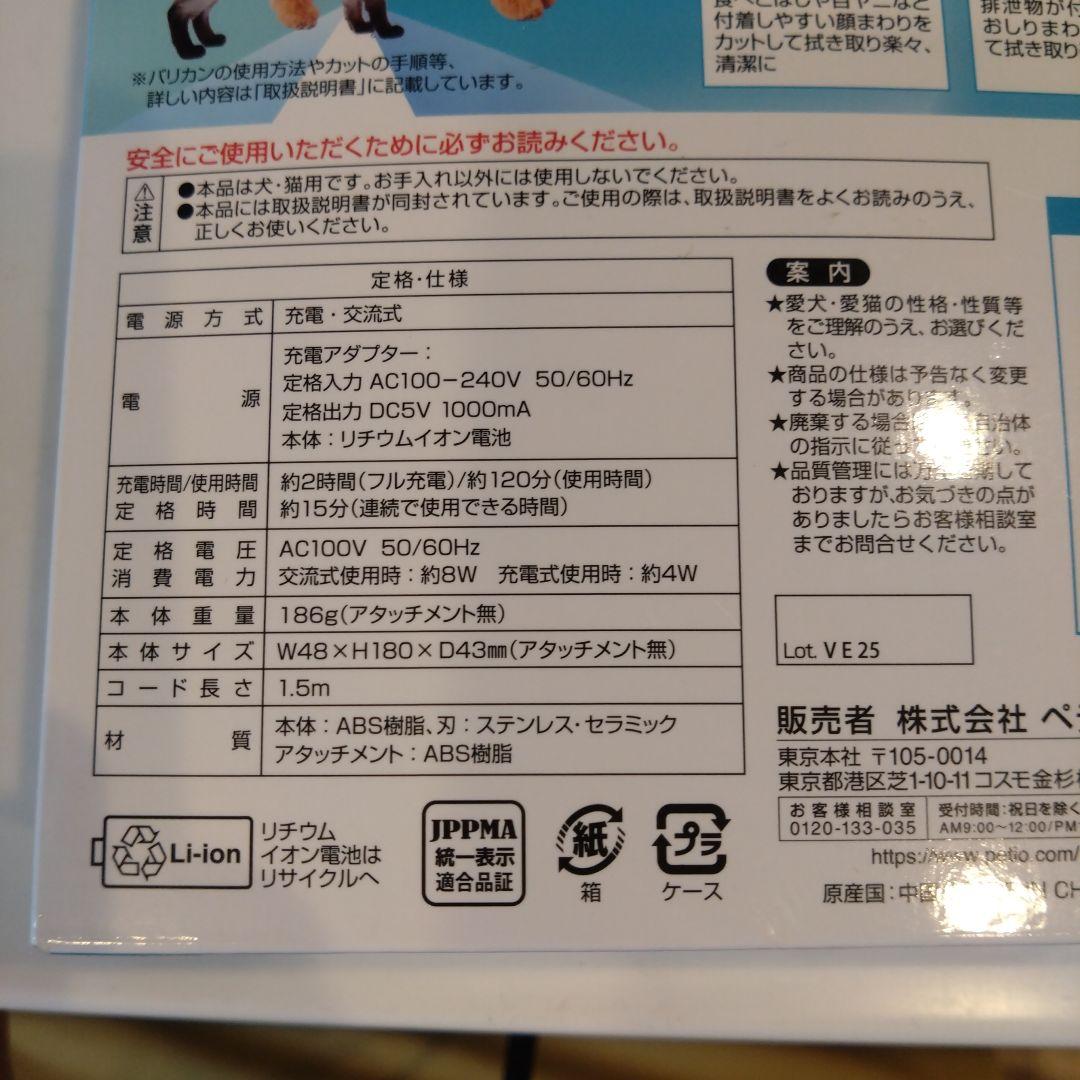 付着しやすい顔まわりを
カットして拭き取り楽々、
清潔に
排泄物が
おしりまわ
て拭き取り
※バリカンの使用方法やカットの手順等、
詳しい内容は「取扱説明書」に記載しています。
安全にご使用いただくために必ずお読みください。
⚠注意
●本品は犬・猫用です。お手入れ以外には使用しないでください。
●本品には取扱説明書が同封されています。ご使用の際は、取扱説明書をよくお読みのうえ、
正しくお使いください。
定格・仕様
電源方式 充電・交流式
電源 充電アダプター：
定格入力 AC100－240V 50/60Hz
定格出力 DC5V 1000mA
本体：リチウムイオン電池
充電時間/使用時間 約2時間(フル充電)/約120分(使用時間)
定格時間 約15分(連続で使用できる時間)
定格電圧 AC100V 50/60Hz
消費電力 交流式使用時：約8W 充電式使用時：約4W
本体重量 186g(アタッチメント無)
本体サイズ W48×H180×D43㎜(アタッチメント無)
コード長さ 1.5m
材質 本体：ABS樹脂、刃：ステンレス・セラミック
アタッチメント：ABS樹脂
案内
★愛犬・愛猫の性格・性質等
をご理解のうえ、お選びくだ
さい。
★商品の仕様は予告なく変更
する場合があります。
★廃棄する場合 自治体
の指示に従っ い。
★品質管理には万全を期して
おりますが、お気づきの点が
ありましたらお客様相談室
までお問合せください。
Lot. VE25
販売者 株式会社 ペ
東京本社 〒105-0014
東京都港区芝1-10-11コスモ金杉
お客様相談室
0120-133-035
受付時間：祝日を除く
AM9:00～12:00/PM
https://www.petio.com/
原産国：中国 IN CH
Li-ion
リチウム
イオン電池は
リサイクルへ
JPPMA
統一表示
適合品証
紙
箱
プラ
ケース